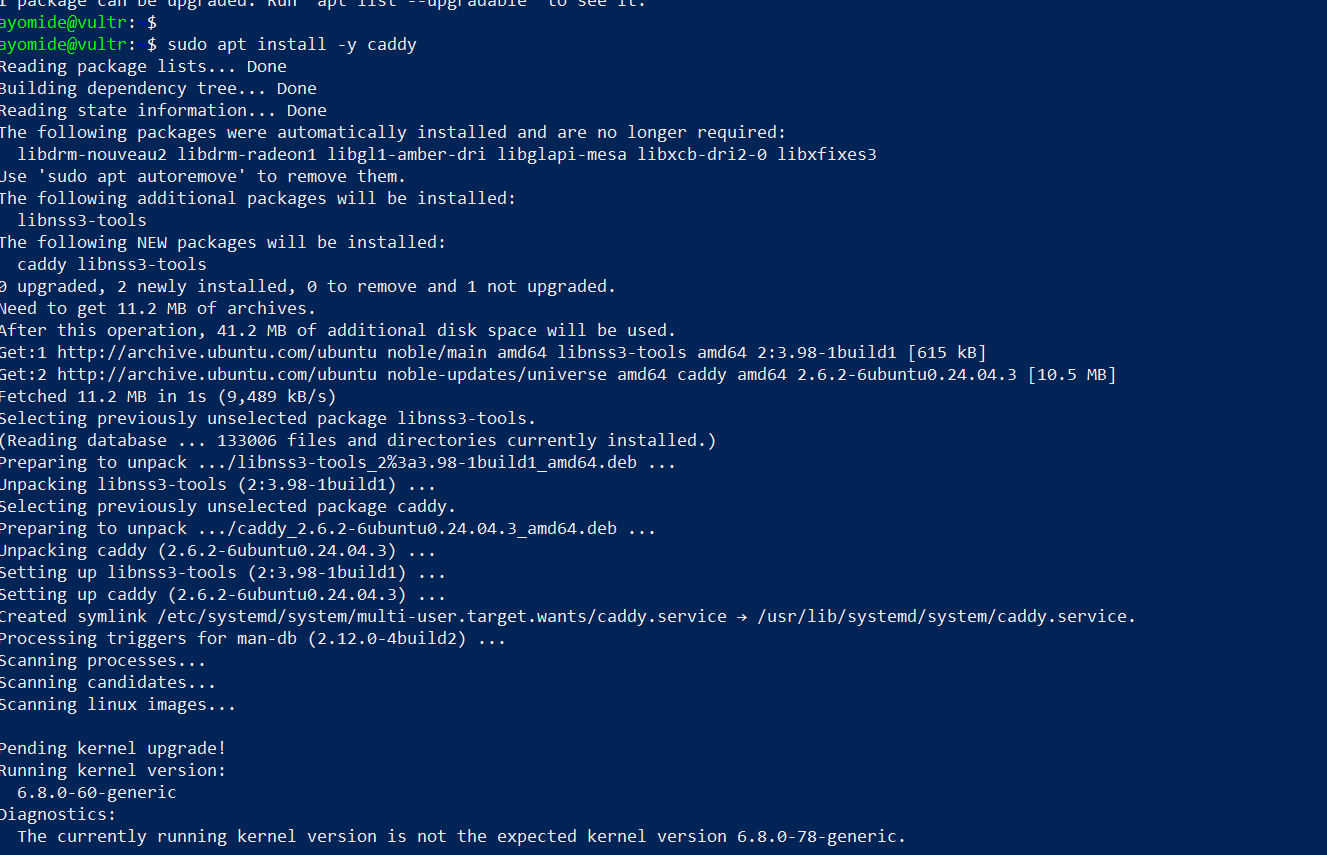 1 package can be upgraded. Run 'apt list --upgradable' to see it.
ayomide@vultr: $
ayomide@vultr: $ sudo apt install -y caddy
Reading package lists... Done
Building dependency tree... Done
Reading state information... Done
The following packages were automatically installed and are no longer required:
  libdrm-nouveau2 libdrm-radeon1 libgl1-amber-dri libglapi-mesa libxcb-dri2-0 libxfixes3
Use 'sudo apt autoremove' to remove them.
The following additional packages will be installed:
  libnss3-tools
The following NEW packages will be installed:
  caddy libnss3-tools
0 upgraded, 2 newly installed, 0 to remove and 1 not upgraded.
Need to get 11.2 MB of archives.
After this operation, 41.2 MB of additional disk space will be used.
Get:1 http://archive.ubuntu.com/ubuntu noble/main amd64 libnss3-tools amd64 2:3.98-1build1 [615 kB]
Get:2 http://archive.ubuntu.com/ubuntu noble-updates/universe amd64 caddy amd64 2.6.2-6ubuntu0.24.04.3 [10.5 MB]
Fetched 11.2 MB in 1s (9,489 kB/s)
Selecting previously unselected package libnss3-tools.
(Reading database ... 133006 files and directories currently installed.)
Preparing to unpack .../libnss3-tools_2%3a3.98-1build1_amd64.deb ...
Unpacking libnss3-tools (2:3.98-1build1) ...
Selecting previously unselected package caddy.
Preparing to unpack .../caddy_2.6.2-6ubuntu0.24.04.3_amd64.deb ...
Unpacking caddy (2.6.2-6ubuntu0.24.04.3) ...
Setting up libnss3-tools (2:3.98-1build1) ...
Setting up caddy (2.6.2-6ubuntu0.24.04.3) ...
Created symlink /etc/systemd/system/multi-user.target.wants/caddy.service → /usr/lib/systemd/system/caddy.service.
Processing triggers for man-db (2.12.0-4build2) ...
Scanning processes...
Scanning candidates...
Scanning linux images...

Pending kernel upgrade!
Running kernel version:
  6.8.0-60-generic
Diagnostics:
  The currently running kernel version is not the expected kernel version 6.8.0-78-generic.